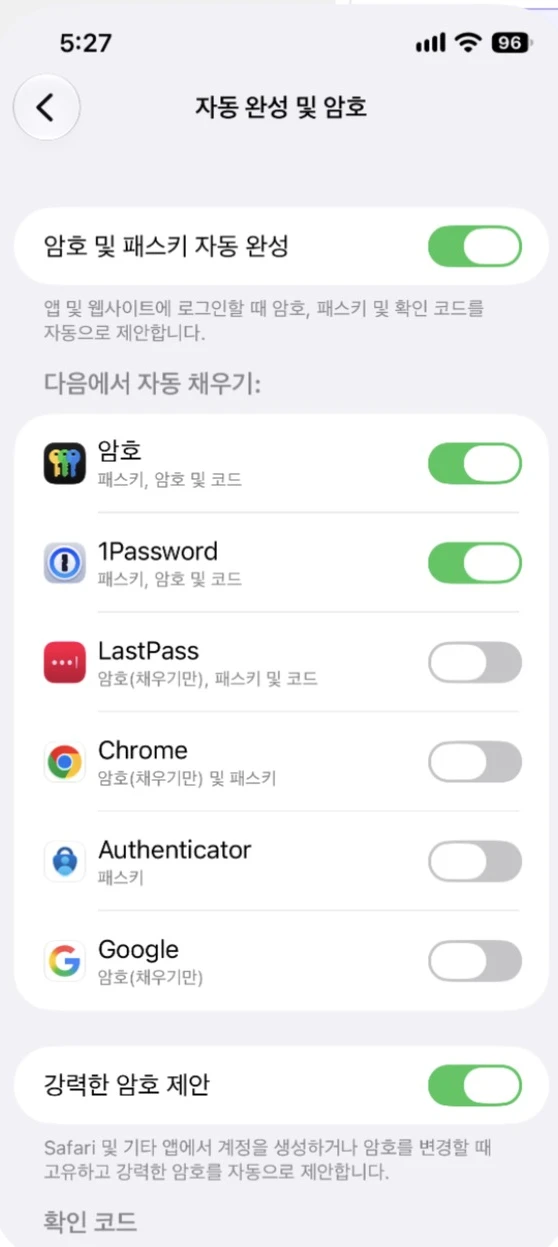 5:27
96
자동 완성 및 암호
암호 및 패스키 자동 완성
앱 및 웹사이트에 로그인할 때 암호, 패스키 및 확인 코드를
자동으로 제안합니다.
다음에서 자동 채우기:
암호
패스키, 암호 및 코드
1Password
패스키, 암호 및 코드
LastPass
암호(채우기만), 패스키 및 코드
Chrome
암호(채우기만) 및 패스키
Authenticator
패스키
Google
암호(채우기만)
강력한 암호 제안
Safari 및 기타 앱에서 계정을 생성하거나 암호를 변경할 때
고유하고 강력한 암호를 자동으로 제안합니다.
확인 코드